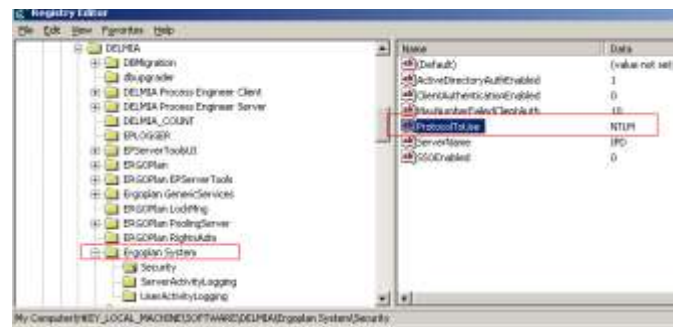 Registry Editor
File Edit View Favorites Help
DELMIA
DBMigration
dbupgrader
DELMIA Process Engineer Client
DELMIA Process Engineer Server
DELMIA_COUNT
EPLOGGER
EPServerToolsUI
ERGOPlan
ERGOPlan EPServerTools
Ergoplan GenericServices
ERGOPlan LockMng
ERGOPlan PoolingServer
ERGOPlan RightsAdm
Ergoplan System
Security
ServerActivityLogging
UserActivityLogging
Name Data
(Default) (value not set)
ActiveDirectoryAuthEnabled 1
ClientAuthenticationEnabled 0
MaxNumberFailedClientAuth 10
ProtocolToUse NTLM
ServerName IPD
SSOEnabled 0
My Computer\HKEY_LOCAL_MACHINE\SOFTWARE\DELMIA\Ergoplan System\Security